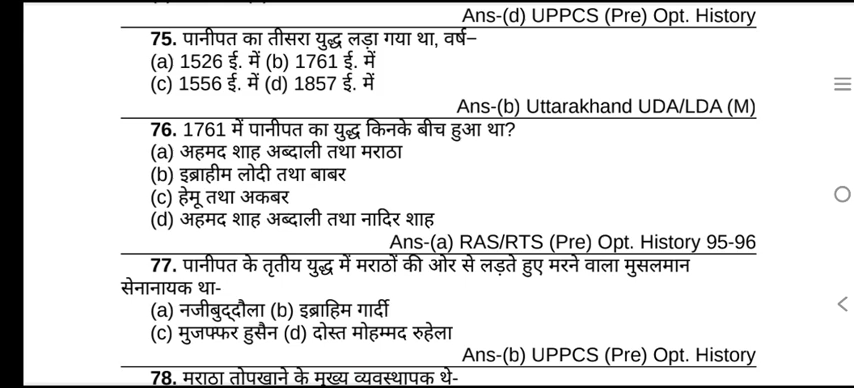 Ans-(d) UPPCS (Pre) Opt. History
75. पानीपत का तीसरा युद्ध लड़ा गया था, वर्ष–
(a) 1526 ई. में (b) 1761 ई. में
(c) 1556 ई. में (d) 1857 ई. में
Ans-(b) Uttarakhand UDA/LDA (M)
76. 1761 में पानीपत का युद्ध किनके बीच हुआ था?
(a) अहमद शाह अब्दाली तथा मराठा
(b) इब्राहीम लोदी तथा बाबर
(c) हेमू तथा अकबर
(d) अहमद शाह अब्दाली तथा नादिर शाह
Ans-(a) RAS/RTS (Pre) Opt. History 95-96
77. पानीपत के तृतीय युद्ध में मराठों की ओर से लड़ते हुए मरने वाला मुसलमान
सेनानायक था-
(a) नजीबुद्दौला (b) इब्राहिम गार्दी
(c) मुजफ्फर हुसैन (d) दोस्त मोहम्मद रुहेला
Ans-(b) UPPCS (Pre) Opt. History
78. मराठा तोपखाने के मुख्य व्यवस्थापक थे-